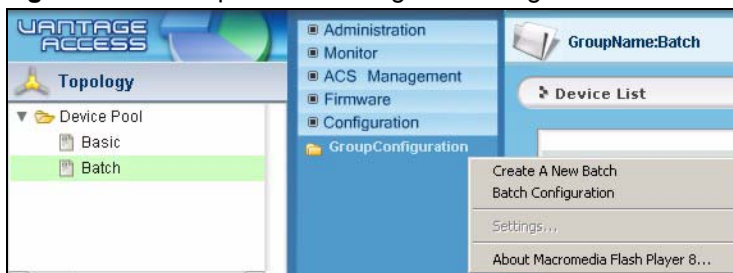 VANTAGE
ACCESS
Topology
Device Pool
Basic
Batch
Administration
Monitor
ACS Management
Firmware
Configuration
GroupConfiguration
GroupName:Batch
Device List
Create A New Batch
Batch Configuration
Settings...
About Macromedia Flash Player 8...